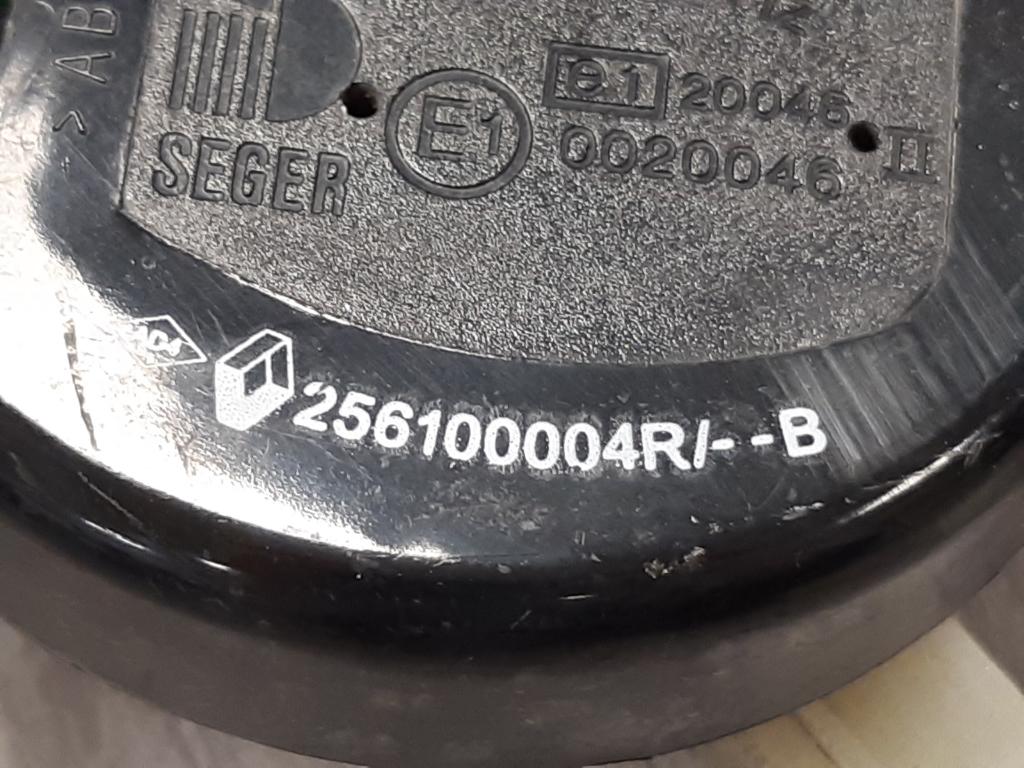 > AB
e1 20046
E1
0020046 II
SEGER
256100004R/--B